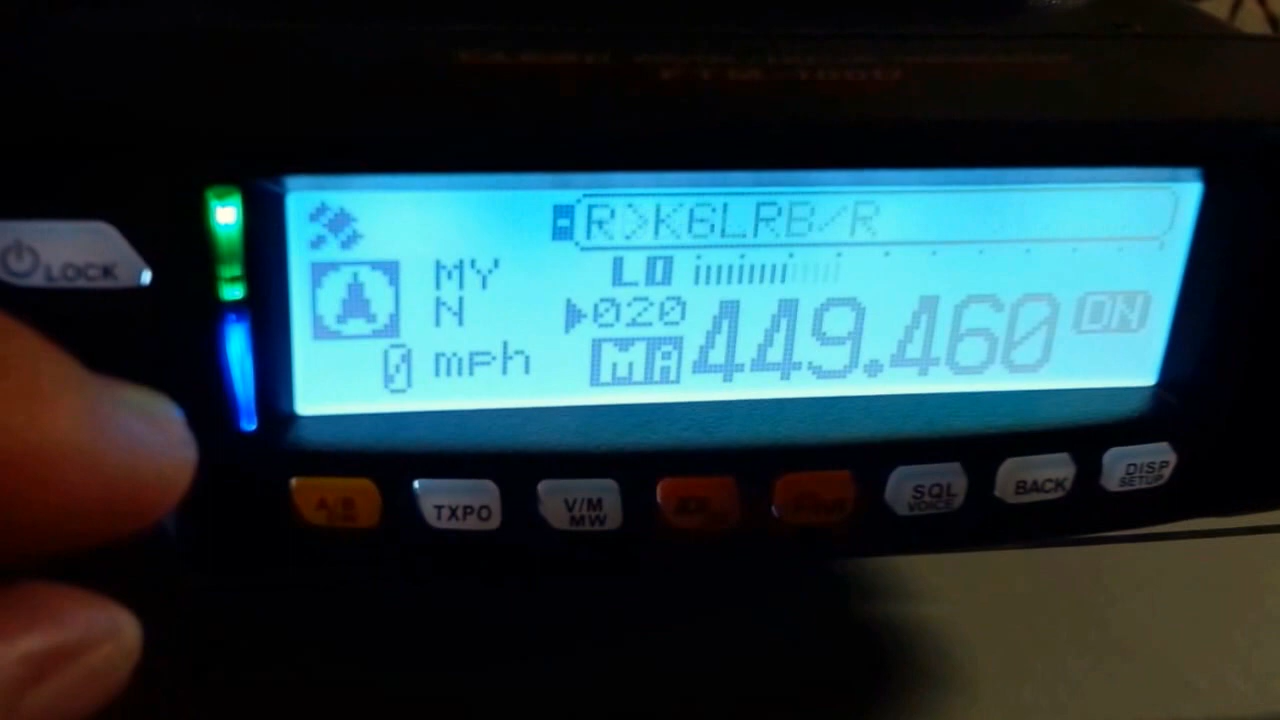 LOCK
R>K6LRB/R
MY
LO
N
020
0 mph
MA
449.460
DN
A/B
TXPO
V/M
MW
SQL
VOICE
BACK
DISP
SETUP